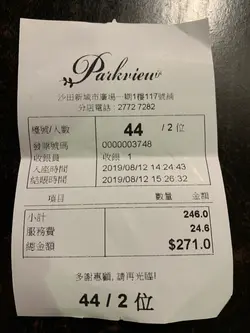 Parkview
沙田新城市廣場一期1樓117號舖
分店電話 : 2772 7282
檯號/人數 44 / 2 位
發票號碼 0000003748
收銀員 收銀 1
入座時間 2019/08/12 14:24:43
結賬時間 2019/08/12 15:26:32
項目 數量 金額
小計 246.0
服務費 24.6
總金額 $271.0
多謝惠顧, 請再光臨!
44 / 2 位